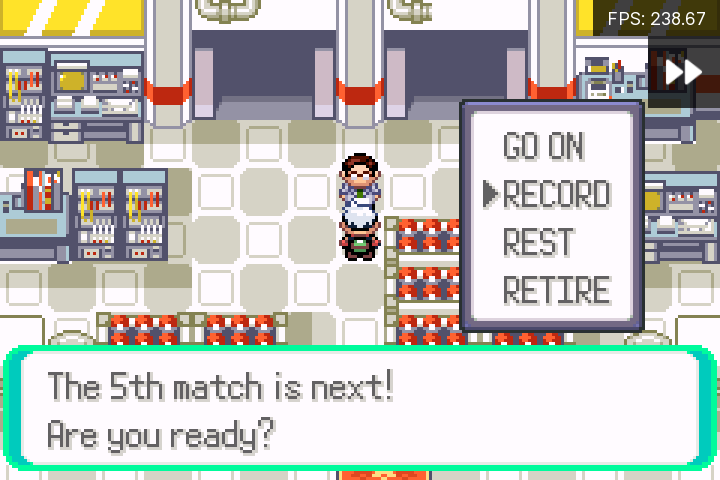 FPS: 238.67
GO ON
RECORD
REST
RETIRE
The 5th match is next!
Are you ready?